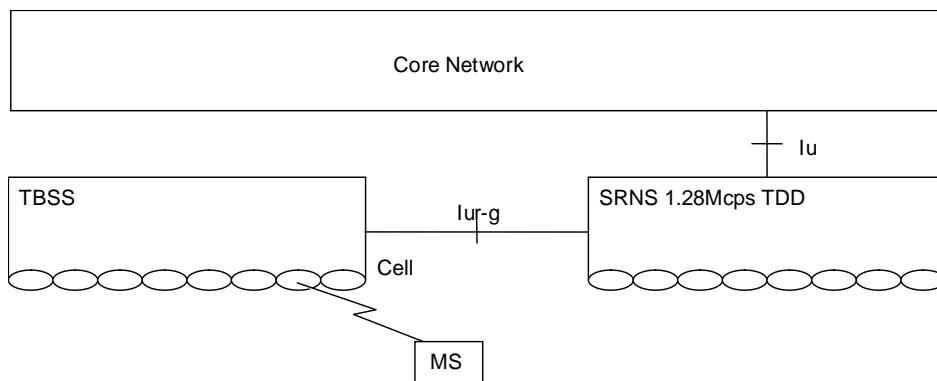 Core Network
Iu
TBSS
SRNS 1.28Mcps TDD
Iur-g
Cell
MS